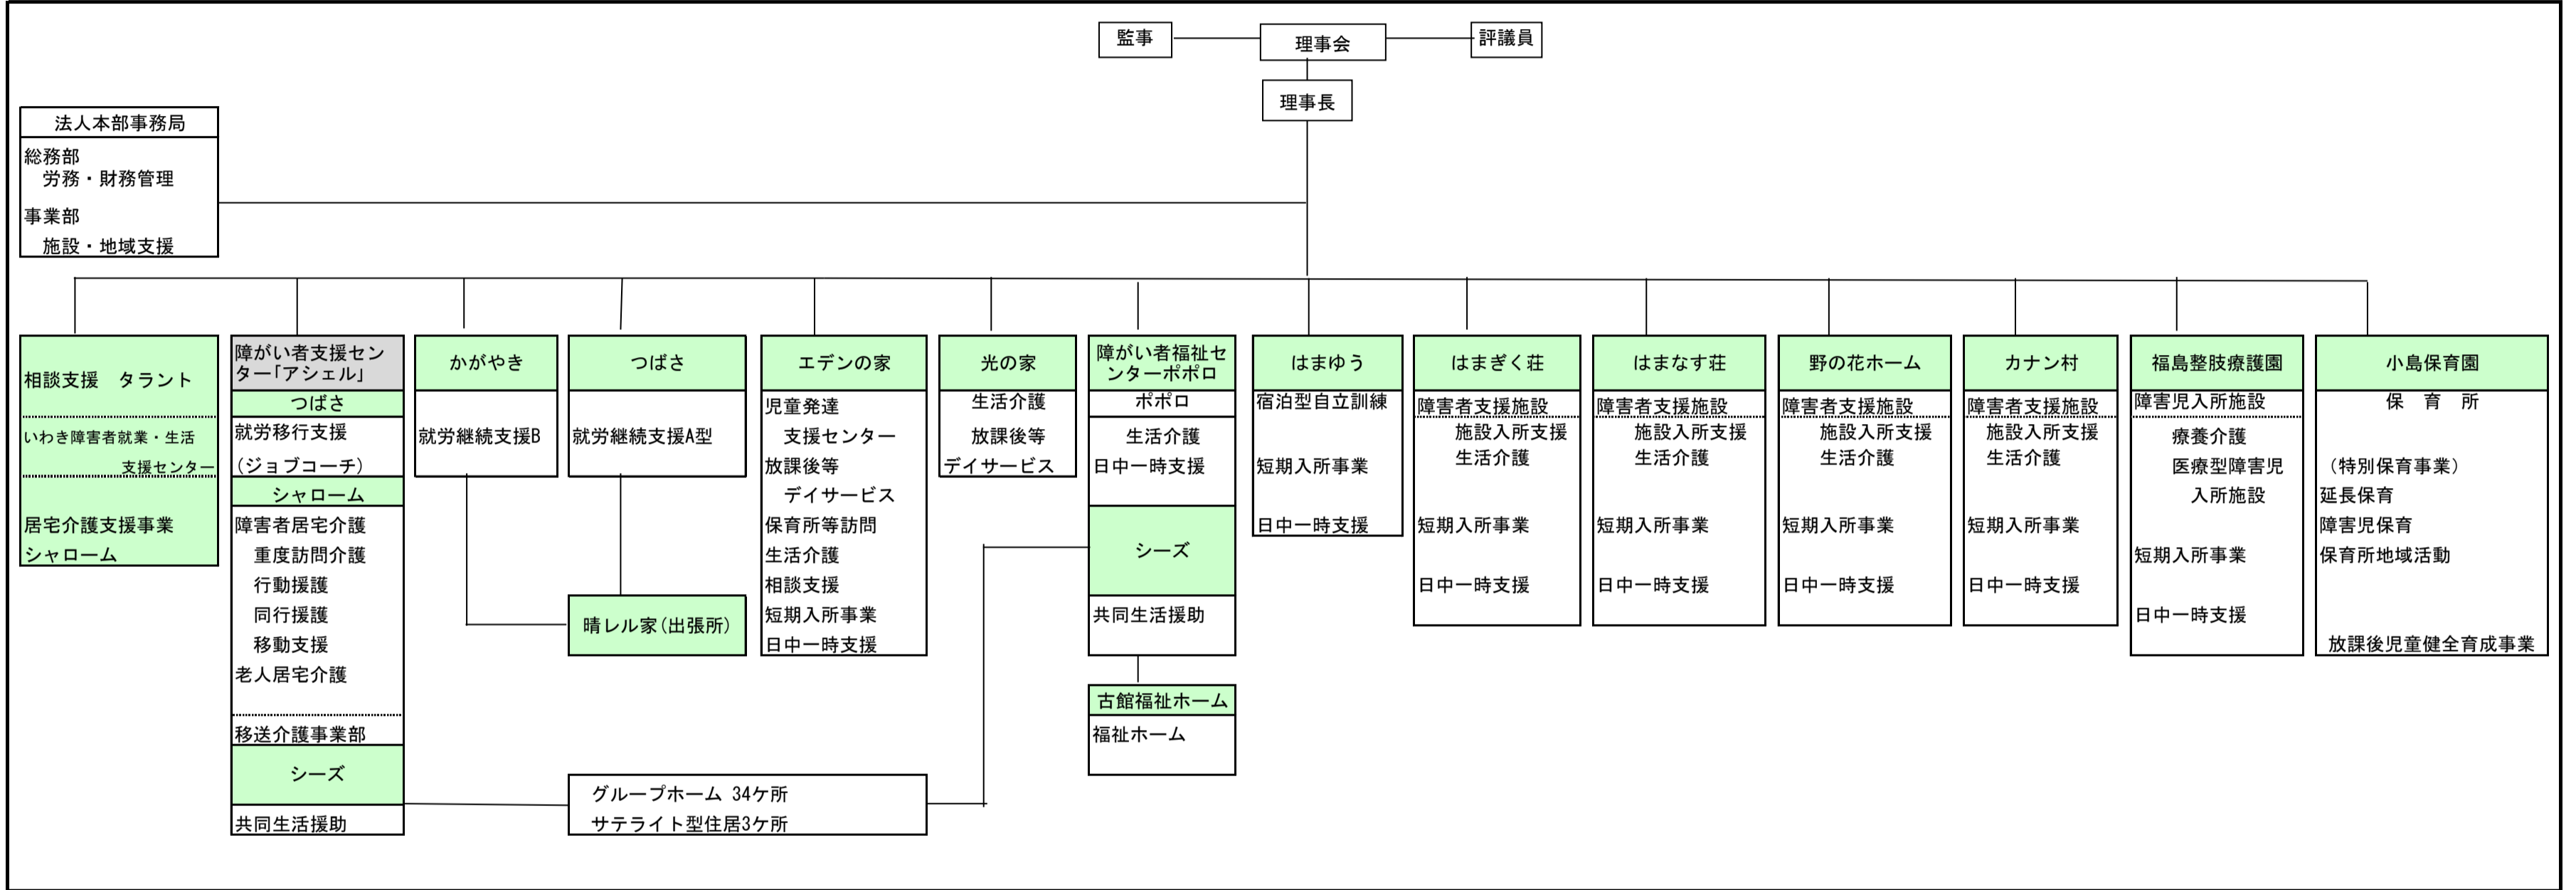 監事
理事会
評議員
理事長
法人本部事務局
総務部
労務・財務管理
事業部
施設・地域支援
相談支援　タラント
いわき障害者就業・生活
支援センター
居宅介護支援事業
シャローム
障がい者支援セン
ター「アシェル」
つばさ
就労移行支援
(ジョブコーチ)
シャローム
障害者居宅介護
重度訪問介護
行動援護
同行援護
移動支援
老人居宅介護
移送介護事業部
シーズ
共同生活援助
かがやき
就労継続支援B
つばさ
就労継続支援A型
晴レル家(出張所)
グループホーム 34ケ所
サテライト型住居3ケ所
エデンの家
児童発達
支援センター
放課後等
デイサービス
保育所等訪問
生活介護
相談支援
短期入所事業
日中一時支援
光の家
生活介護
放課後等
デイサービス
障がい者福祉セ
ンターポポロ
ポポロ
生活介護
日中一時支援
シーズ
共同生活援助
古館福祉ホーム
福祉ホーム
はまゆう
宿泊型自立訓練
短期入所事業
日中一時支援
はまぎく荘
障害者支援施設
施設入所支援
生活介護
短期入所事業
日中一時支援
はまなす荘
障害者支援施設
施設入所支援
生活介護
短期入所事業
日中一時支援
野の花ホーム
障害者支援施設
施設入所支援
生活介護
短期入所事業
日中一時支援
カナン村
障害者支援施設
施設入所支援
生活介護
短期入所事業
日中一時支援
福島整肢療護園
障害児入所施設
療養介護
医療型障害児
入所施設
短期入所事業
日中一時支援
小島保育園
保　育　所
（特別保育事業）
延長保育
障害児保育
保育所地域活動
放課後児童健全育成事業